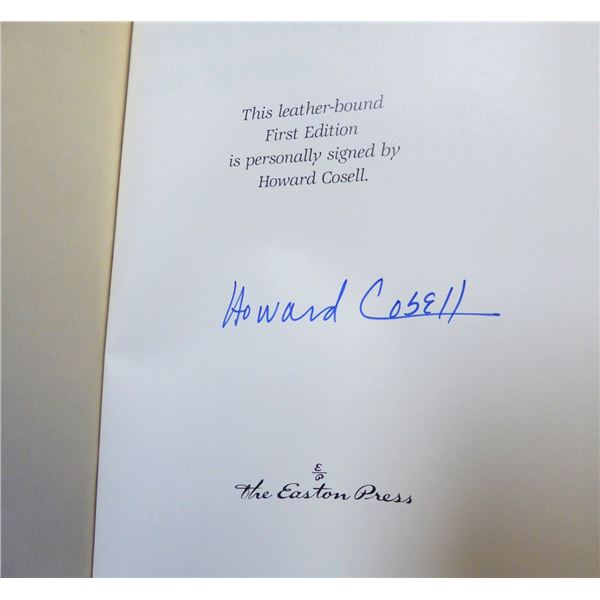 This leather-bound
First Edition
is personally signed by
Howard Cosell.
Howard Cosell
E
P
the Easton Press